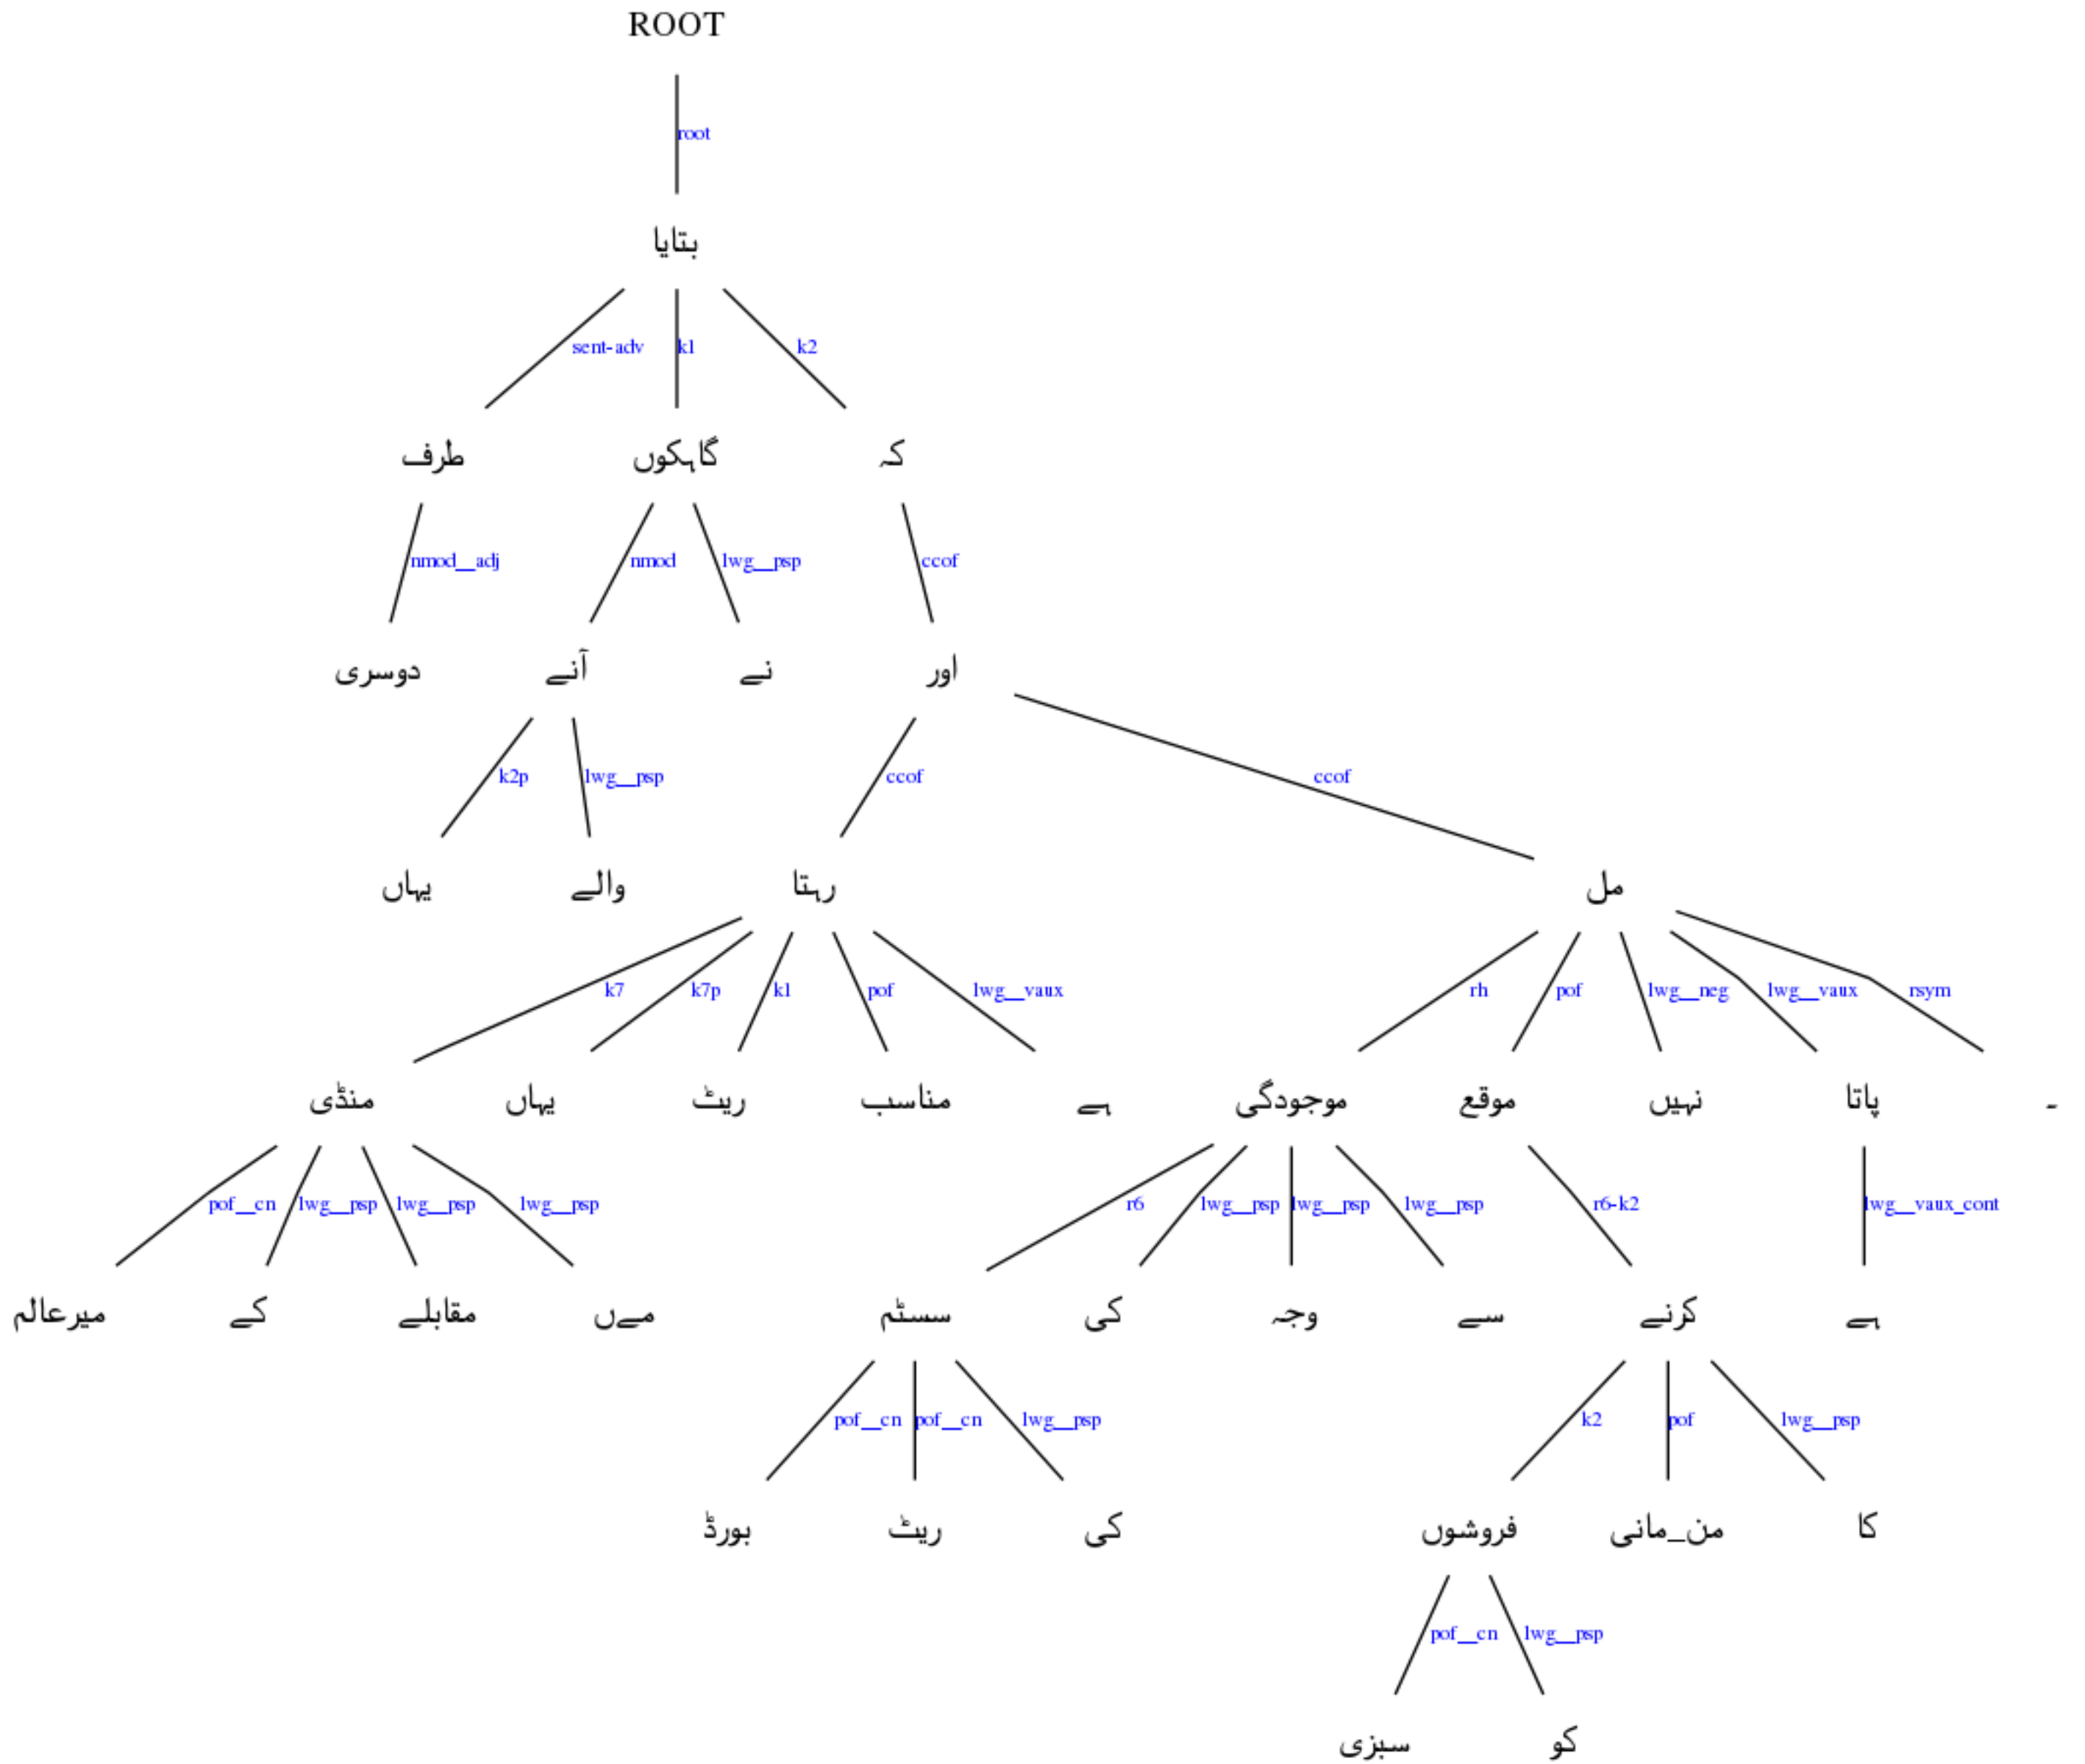 ROOT
root
بتایا
sent-adv k1 k2
طرف گاہکوں کہ
nmod__adj nmod lwg__psp ccof
دوسری آنے نے اور
k2p lwg__psp ccof ccof
یہاں والے رہتا مل
k7 k7p k1 pof lwg__vaux rh pof lwg__neg lwg__vaux rsym
منڈی یہاں ریٹ مناسب ہے موجودگی موقع نہیں پاتا ۔
pof__cn lwg__psp lwg__psp lwg__psp r6 lwg__psp lwg__psp lwg__psp r6-k2 lwg__vaux_cont
میرعالم کے مقابلے مےں سسٹم کی وجہ سے کرنے ہے
pof__cn pof__cn lwg__psp k2 pof lwg__psp
بورڈ ریٹ کی فروشوں من_مانی کا
pof__cn lwg__psp
سبزی کو